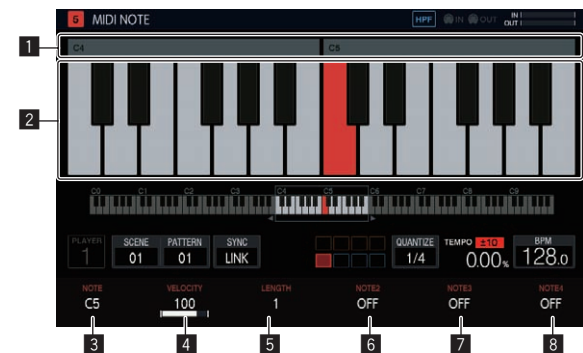 5 MIDI NOTE HPF IN OUT IN
OUT
1 C4 C5
2
C0 C1 C2 C3 C4 C5 C6 C7 C8 C9
PLAYER SCENE PATTERN SYNC QUANTIZE TEMPO ±10 BPM
1 01 01 LINK 1/4 0.00% 128.0
NOTE VELOCITY LENGTH NOTE2 NOTE3 NOTE4
C5 100 1 OFF OFF OFF
3 4 5 6 7 8